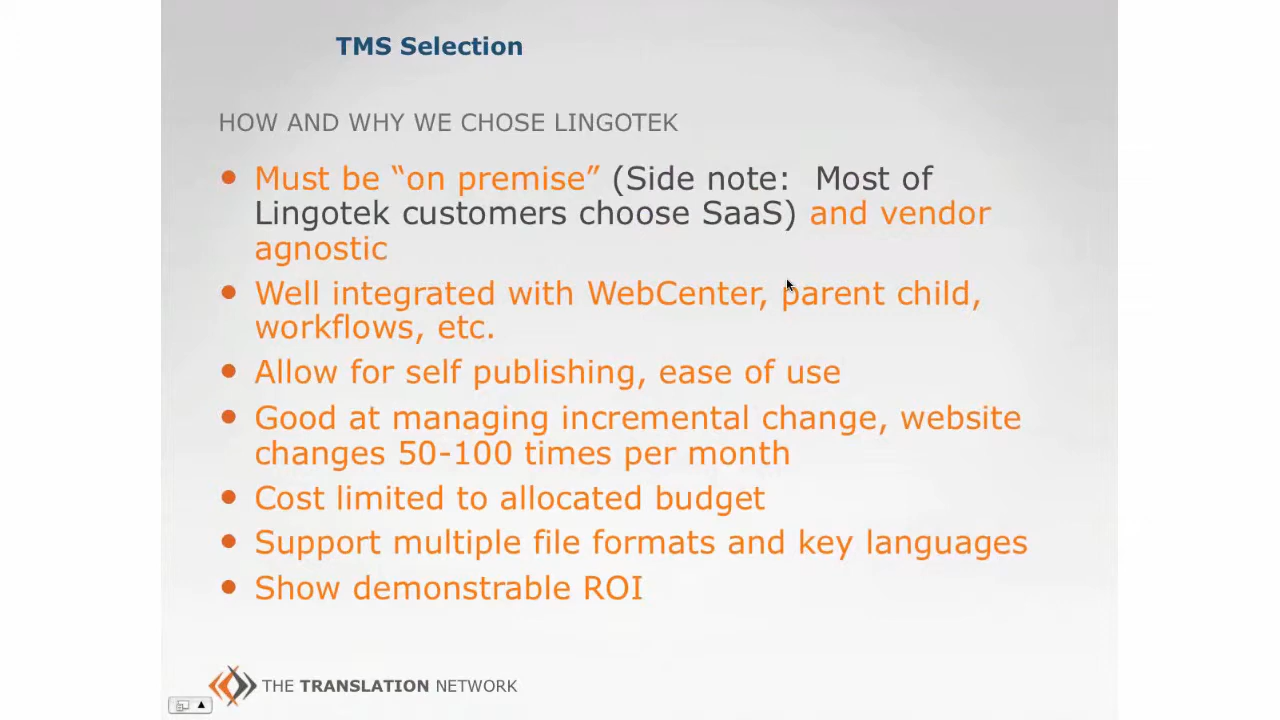 TMS Selection
HOW AND WHY WE CHOSE LINGOTEK
• Must be “on premise” (Side note:  Most of
Lingotek customers choose SaaS) and vendor
agnostic
• Well integrated with WebCenter, parent child,
workflows, etc.
• Allow for self publishing, ease of use
• Good at managing incremental change, website
changes 50-100 times per month
• Cost limited to allocated budget
• Support multiple file formats and key languages
• Show demonstrable ROI
THE TRANSLATION NETWORK